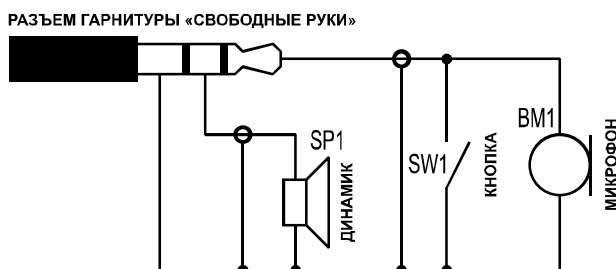 РАЗЪЕМ ГАРНИТУРЫ «СВОБОДНЫЕ РУКИ»
SP1
ДИНАМИК
SW1
КНОПКА
BM1
МИКРОФОН